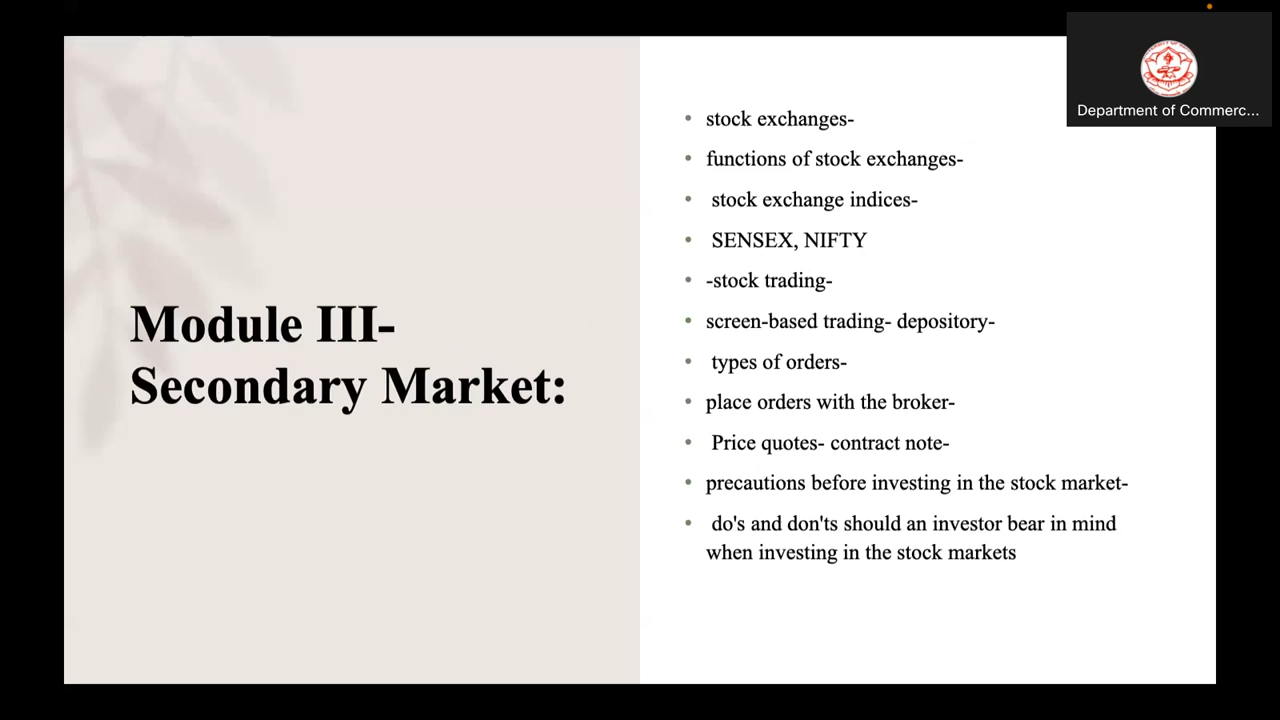 Module III-
Secondary Market:
stock exchanges-
functions of stock exchanges-
stock exchange indices-
SENSEX, NIFTY
-stock trading-
screen-based trading- depository-
types of orders-
place orders with the broker-
Price quotes- contract note-
precautions before investing in the stock market-
do's and don'ts should an investor bear in mind
when investing in the stock markets
Department of Commerc...